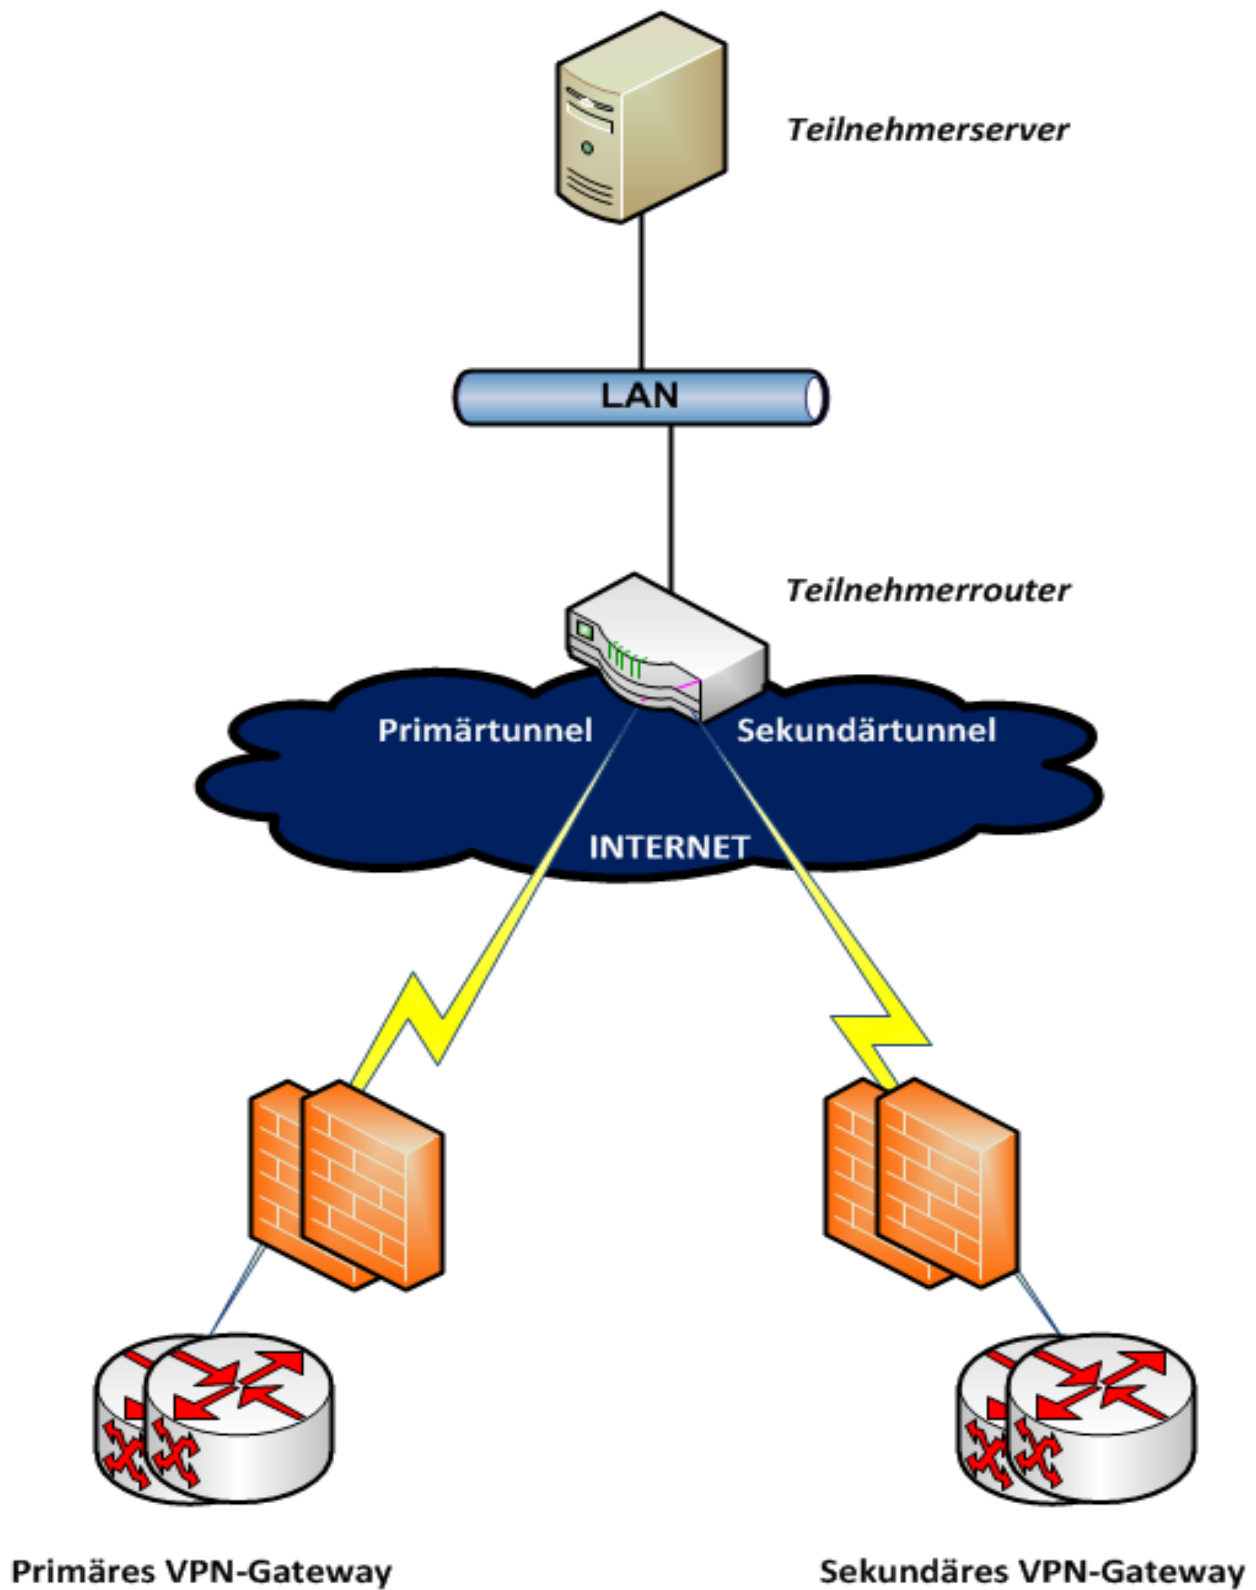 Teilnehmerserver
LAN
Teilnehmerrouter
Primärtunnel
Sekundärtunnel
INTERNET
Primäres VPN-Gateway
Sekundäres VPN-Gateway